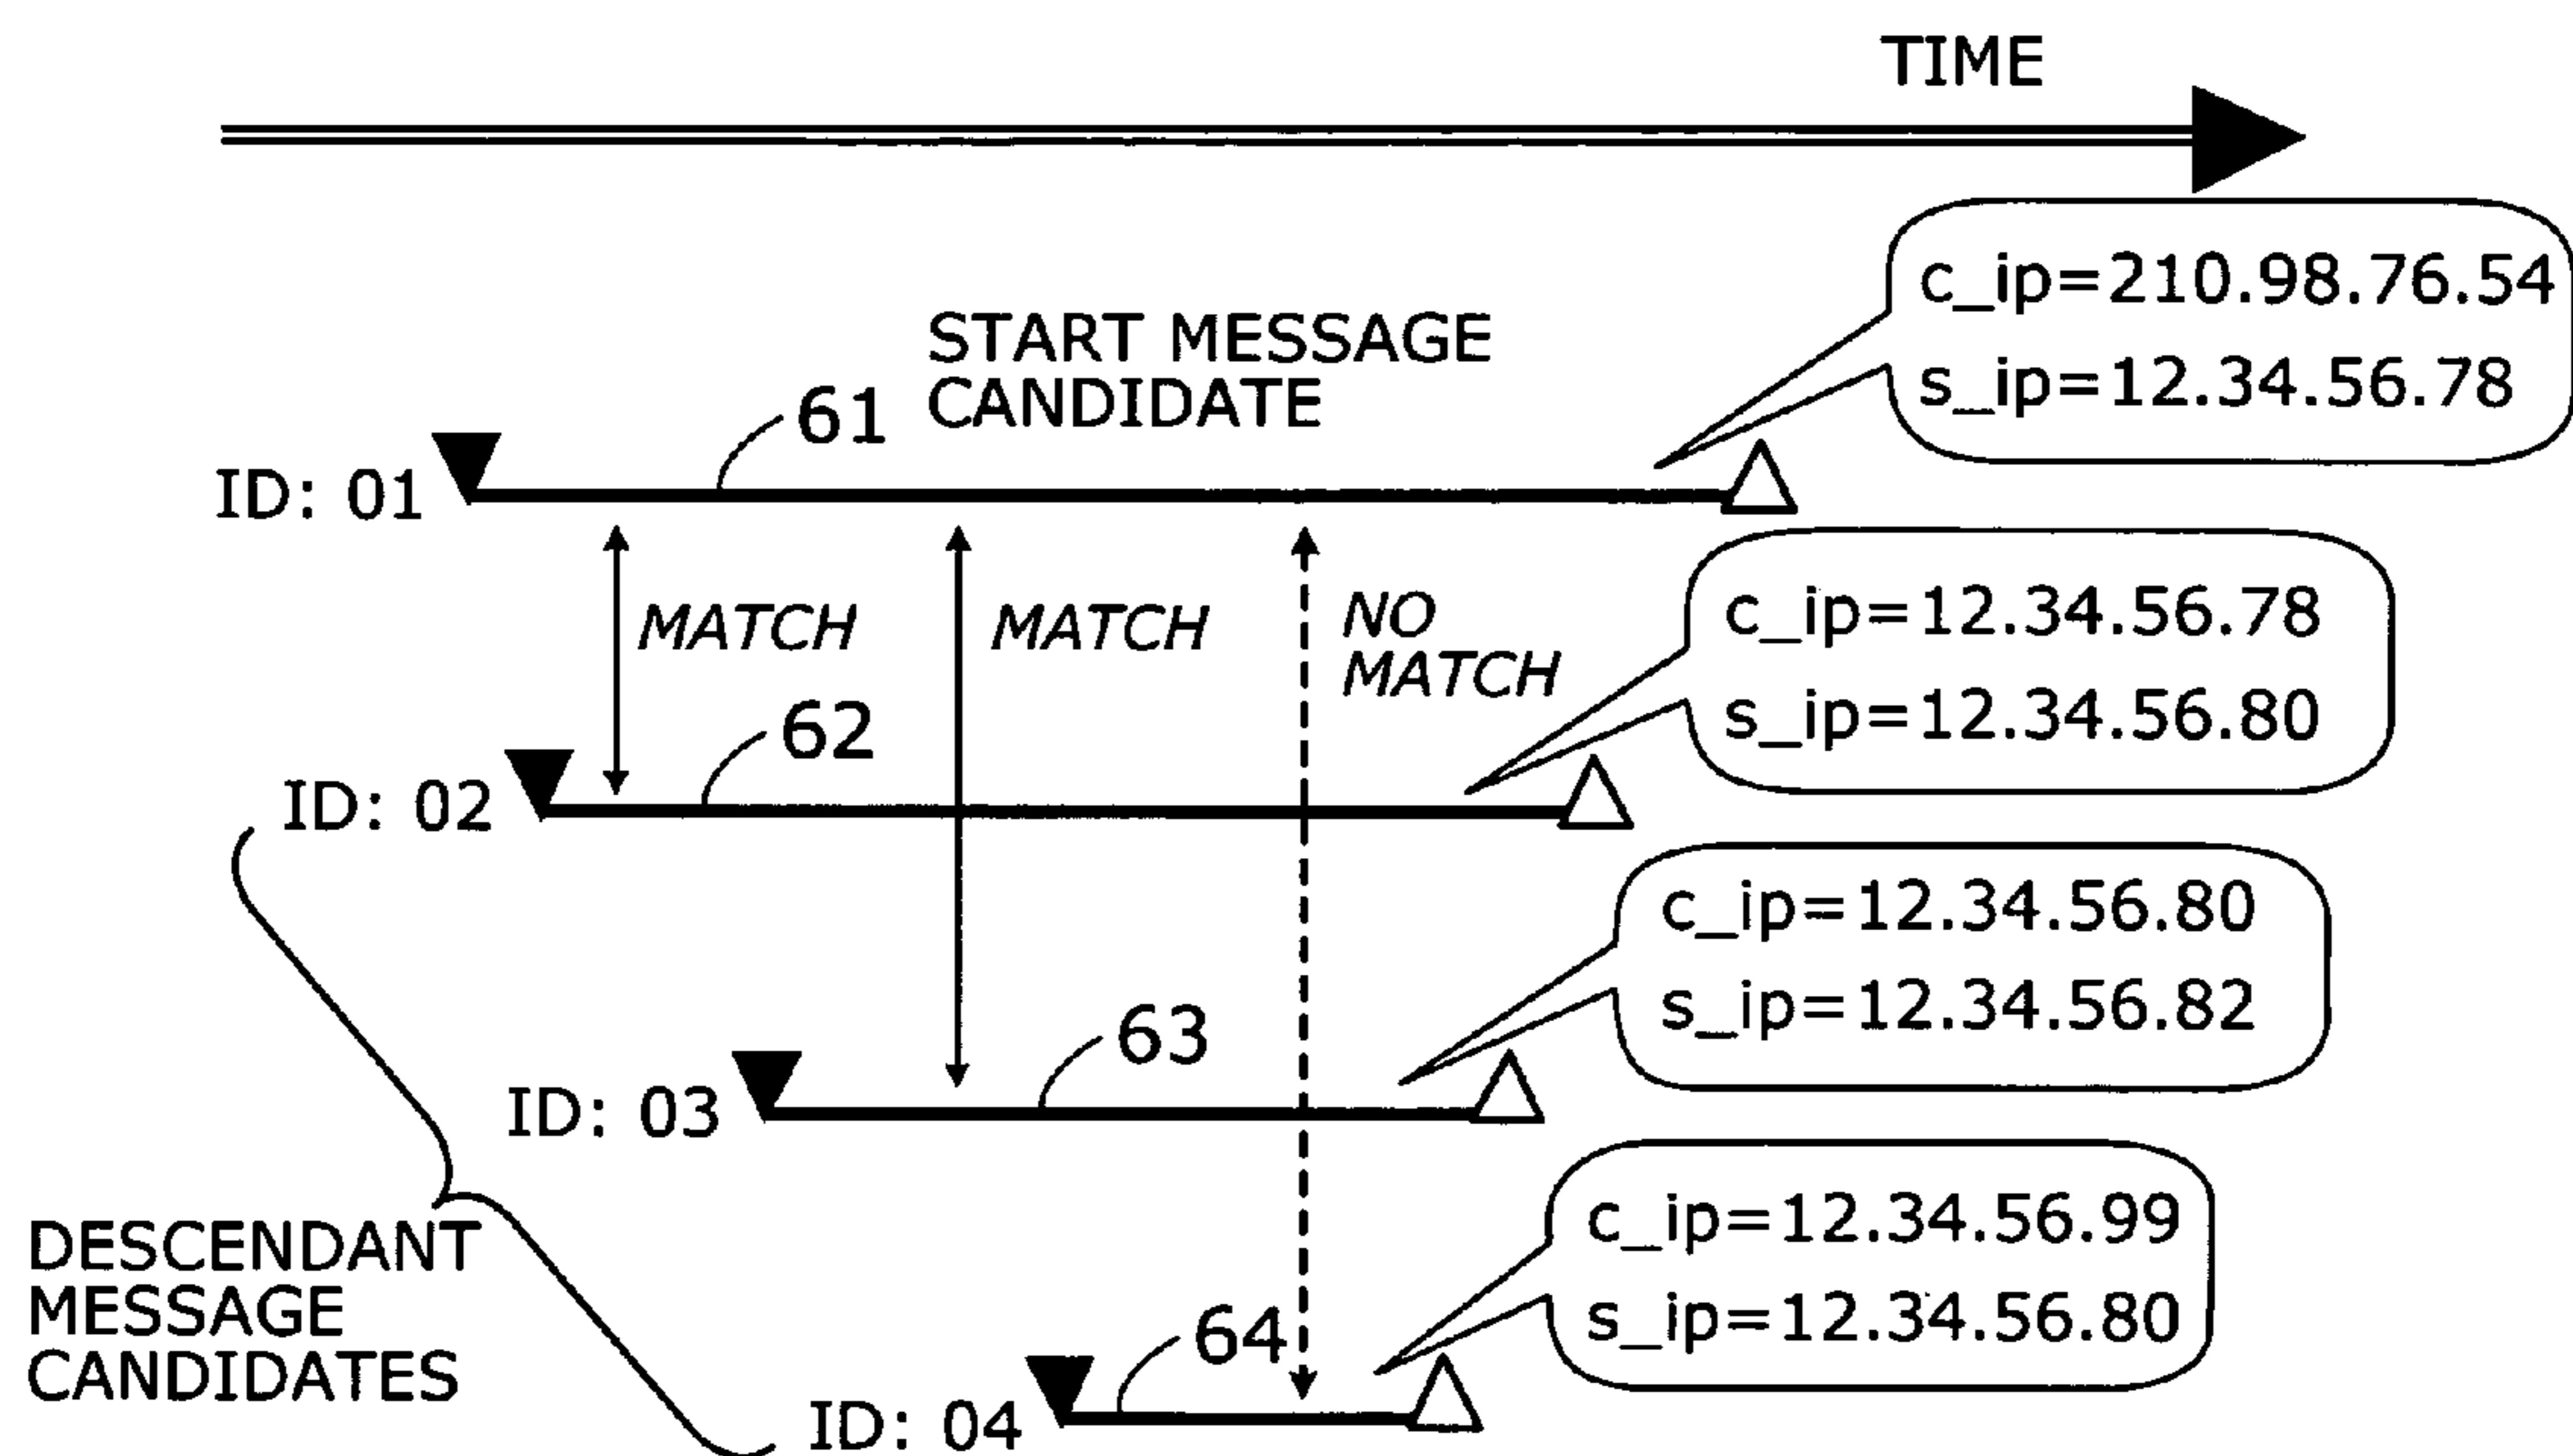 TIME
c_ip=210.98.76.54
s_ip=12.34.56.78
START MESSAGE
CANDIDATE
61
ID: 01
MATCH
MATCH
NO
MATCH
c_ip=12.34.56.78
s_ip=12.34.56.80
62
ID: 02
c_ip=12.34.56.80
s_ip=12.34.56.82
63
ID: 03
DESCENDANT
MESSAGE
CANDIDATES
c_ip=12.34.56.99
s_ip=12.34.56.80
64
ID: 04